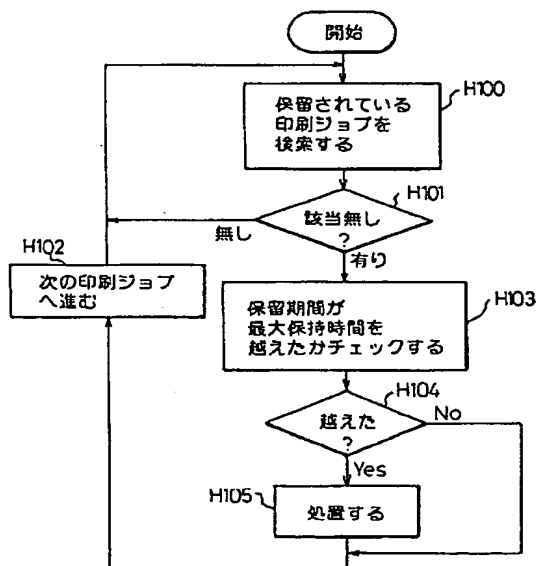 開始
H100
保留されている
印刷ジョブを
検索する
H101
該当無し
?
無し
有り
H102
次の印刷ジョブ
へ進む
H103
保留期間が
最大保持時間を
越えたかチェックする
H104
越えた
?
No
Yes
H105
処置する